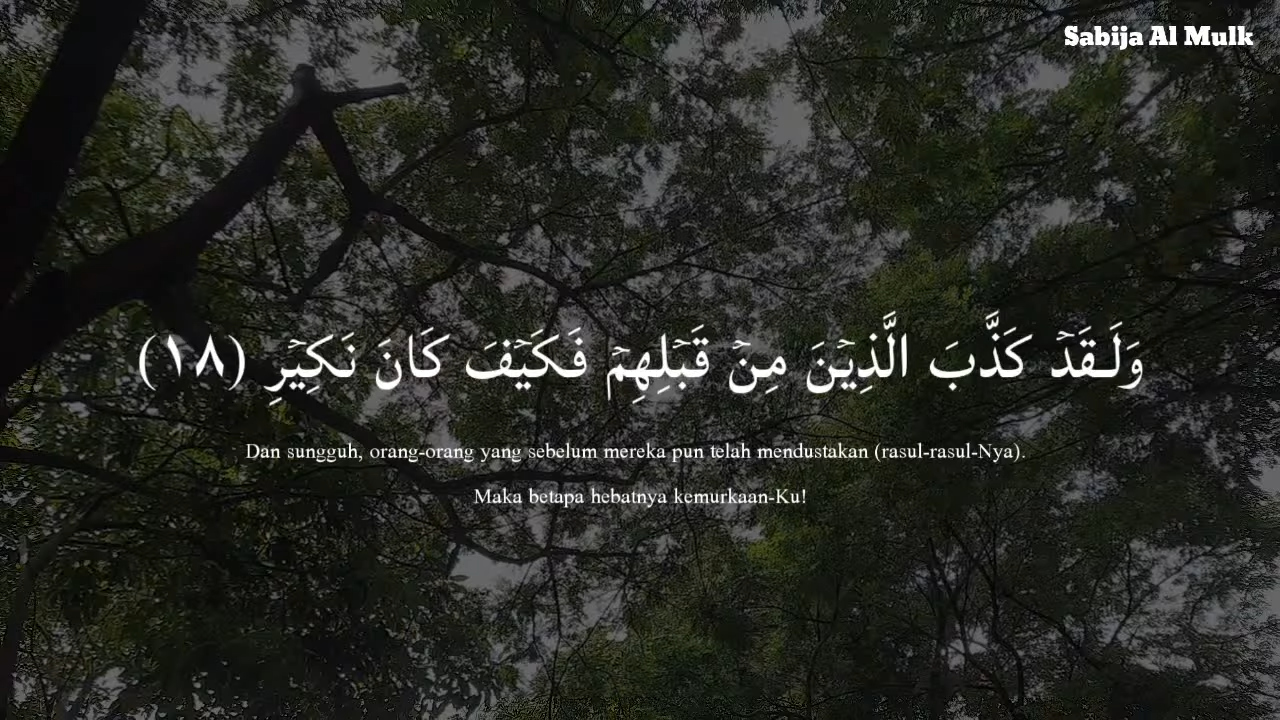 Sabija Al Mulk
وَلَـقَدۡ كَذَّبَ الَّذِيۡنَ مِنۡ قَبۡلِهِمۡ فَكَيۡفَ كَانَ نَكِيۡرِ (١٨)
Dan sungguh, orang-orang yang sebelum mereka pun telah mendustakan (rasul-rasul-Nya).
Maka betapa hebatnya kemurkaan-Ku!